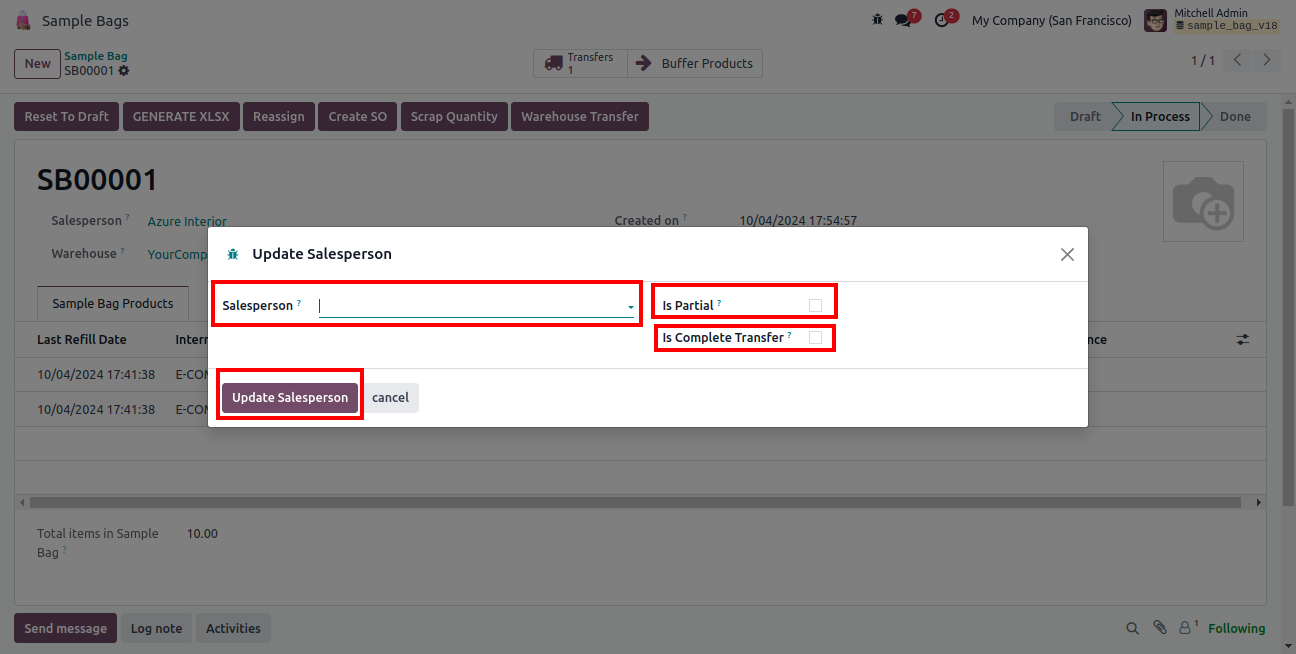 Sample Bags
7
2
My Company (San Francisco)
Mitchell Admin
sample_bag_v18
New
Sample Bag
SB00001
Transfers
1
Buffer Products
1 / 1
Reset To Draft
GENERATE XLSX
Reassign
Create SO
Scrap Quantity
Warehouse Transfer
Draft
In Process
Done
SB00001
Salesperson ?
Azure Interior
Created on ?
10/04/2024 17:54:57
Warehouse ?
YourComp
Update Salesperson
Sample Bag Products
Salesperson ?
Is Partial ?
Is Complete Transfer ?
Last Refill Date
Intern
nce
10/04/2024 17:41:38
E-COM
Update Salesperson
cancel
10/04/2024 17:41:38
E-COM
Total items in Sample
Bag ?
10.00
Send message
Log note
Activities
1
Following